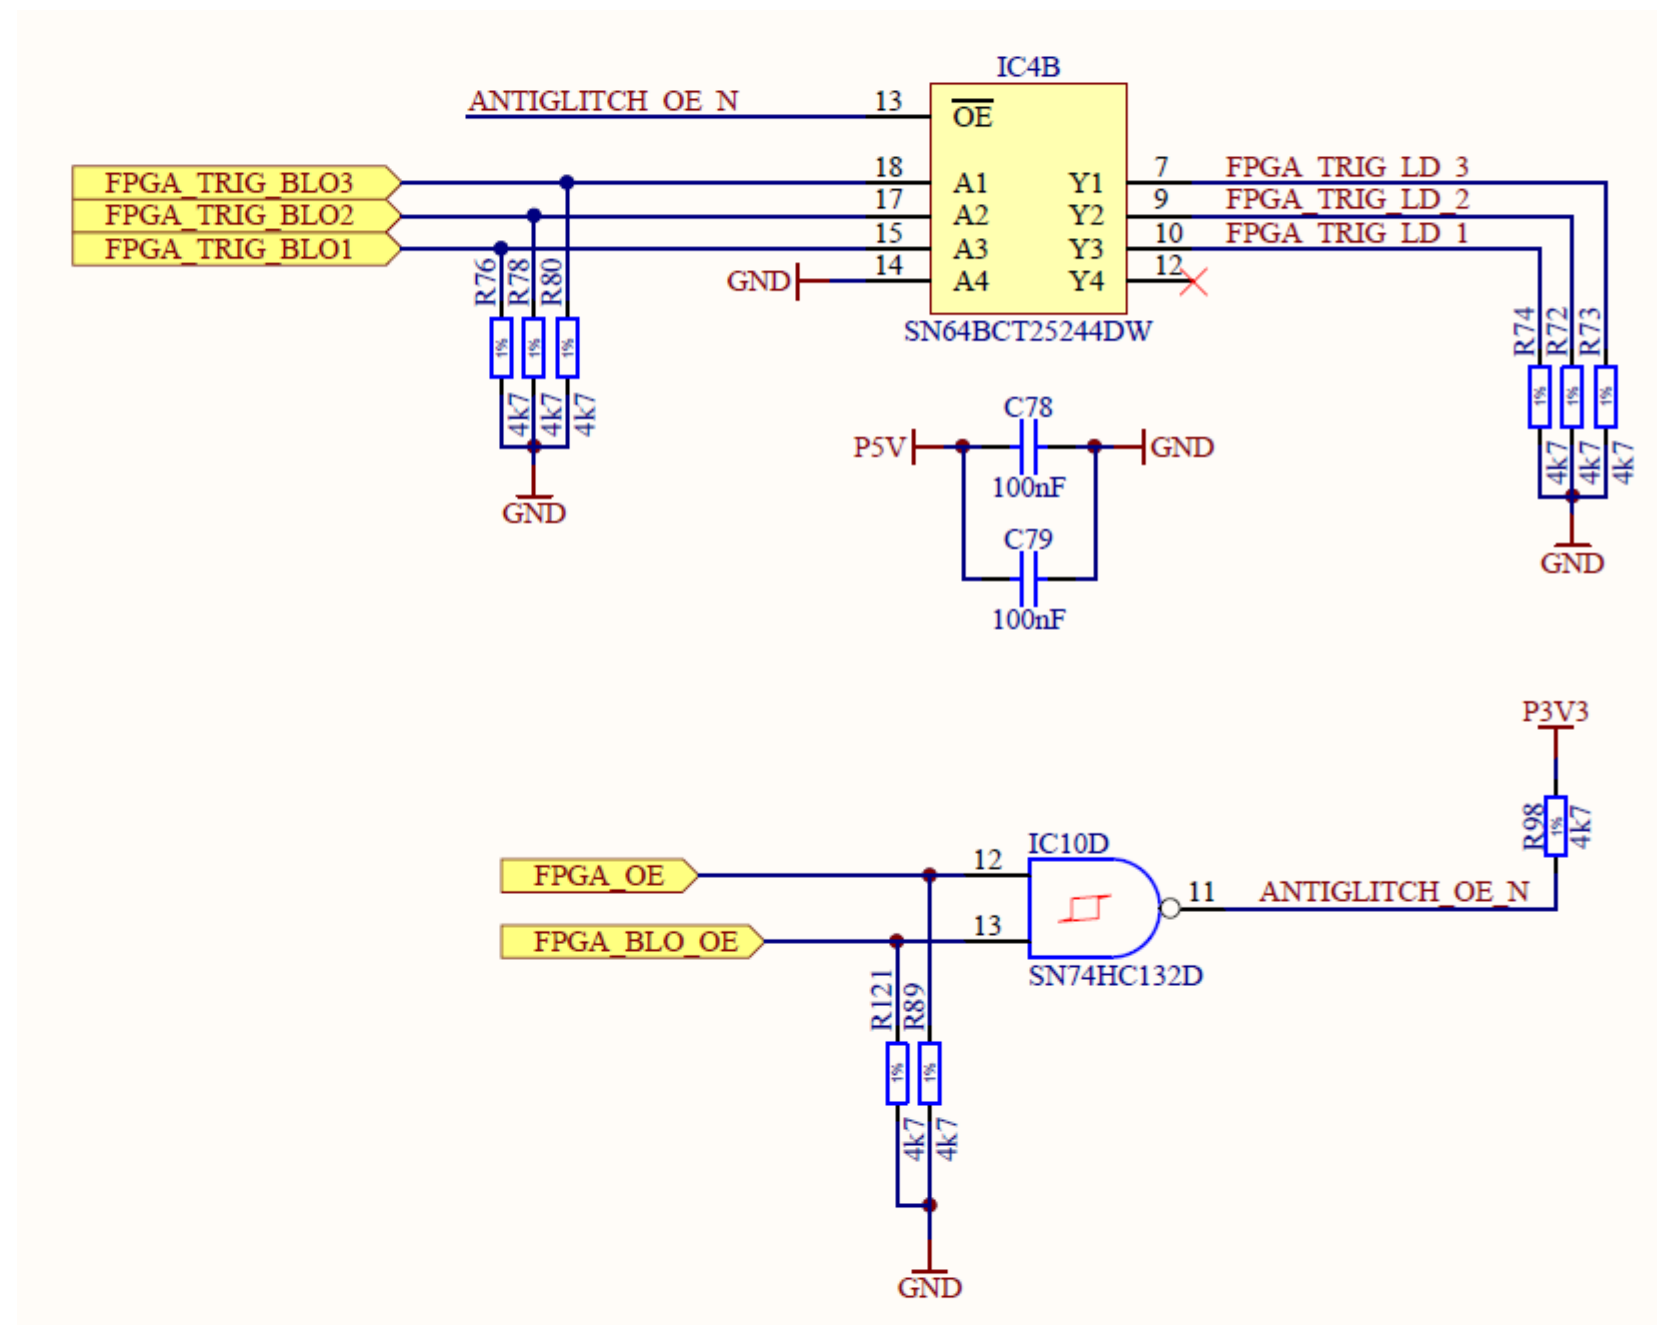 IC4B
ANTIGLITCH_OE_N 13 OE
FPGA_TRIG_BLO3 18 A1 Y1 7 FPGA_TRIG_LD_3
FPGA_TRIG_BLO2 17 A2 Y2 9 FPGA_TRIG_LD_2
FPGA_TRIG_BLO1 15 A3 Y3 10 FPGA_TRIG_LD_1
GND 14 A4 Y4 12
SN64BCT25244DW
R76 R78 R80
1% 1% 1%
4k7 4k7 4k7
GND
R74 R72 R73
1% 1% 1%
4k7 4k7 4k7
GND
C78
P5V GND
100nF
C79
100nF
P3V3
R98 1% 4k7
IC10D
FPGA_OE 12
11 ANTIGLITCH_OE_N
FPGA_BLO_OE 13
SN74HC132D
R121 R89
1% 1%
4k7 4k7
GND